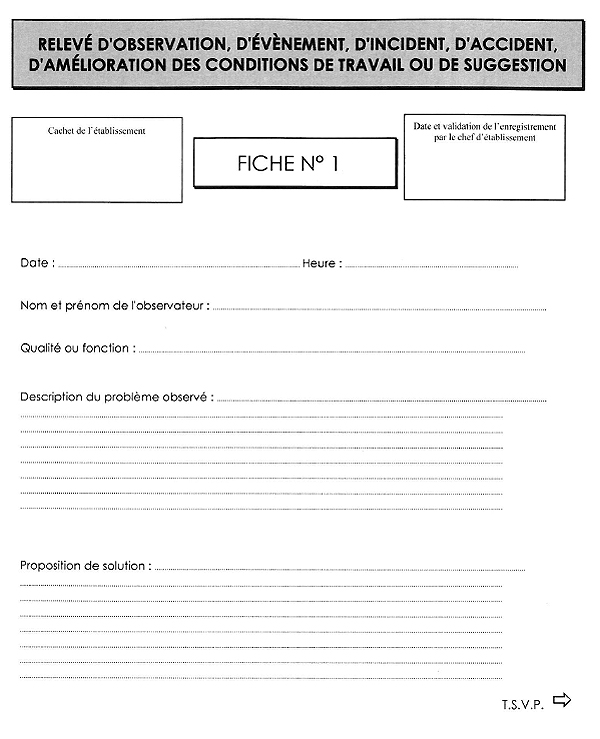 RELEVÉ D'OBSERVATION, D'ÉVÈNEMENT, D'INCIDENT, D'ACCIDENT,
D'AMÉLIORATION DES CONDITIONS DE TRAVAIL OU DE SUGGESTION
Cachet de l'établissement
FICHE N° 1
Date et validation de l'enregistrement
par le chef d'établissement
Date : Heure :
Nom et prénom de l'observateur :
Qualité ou fonction :
Description du problème observé :
Proposition de solution :
T.S.V.P.